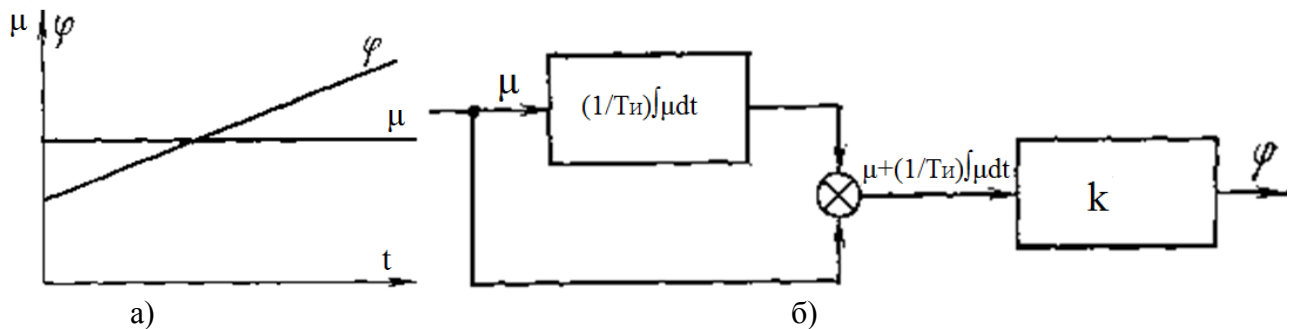 μ φ
φ
μ
t
а)
μ
(1/Tи)∫μdt
μ+(1/Tи)∫μdt
k
φ
б)